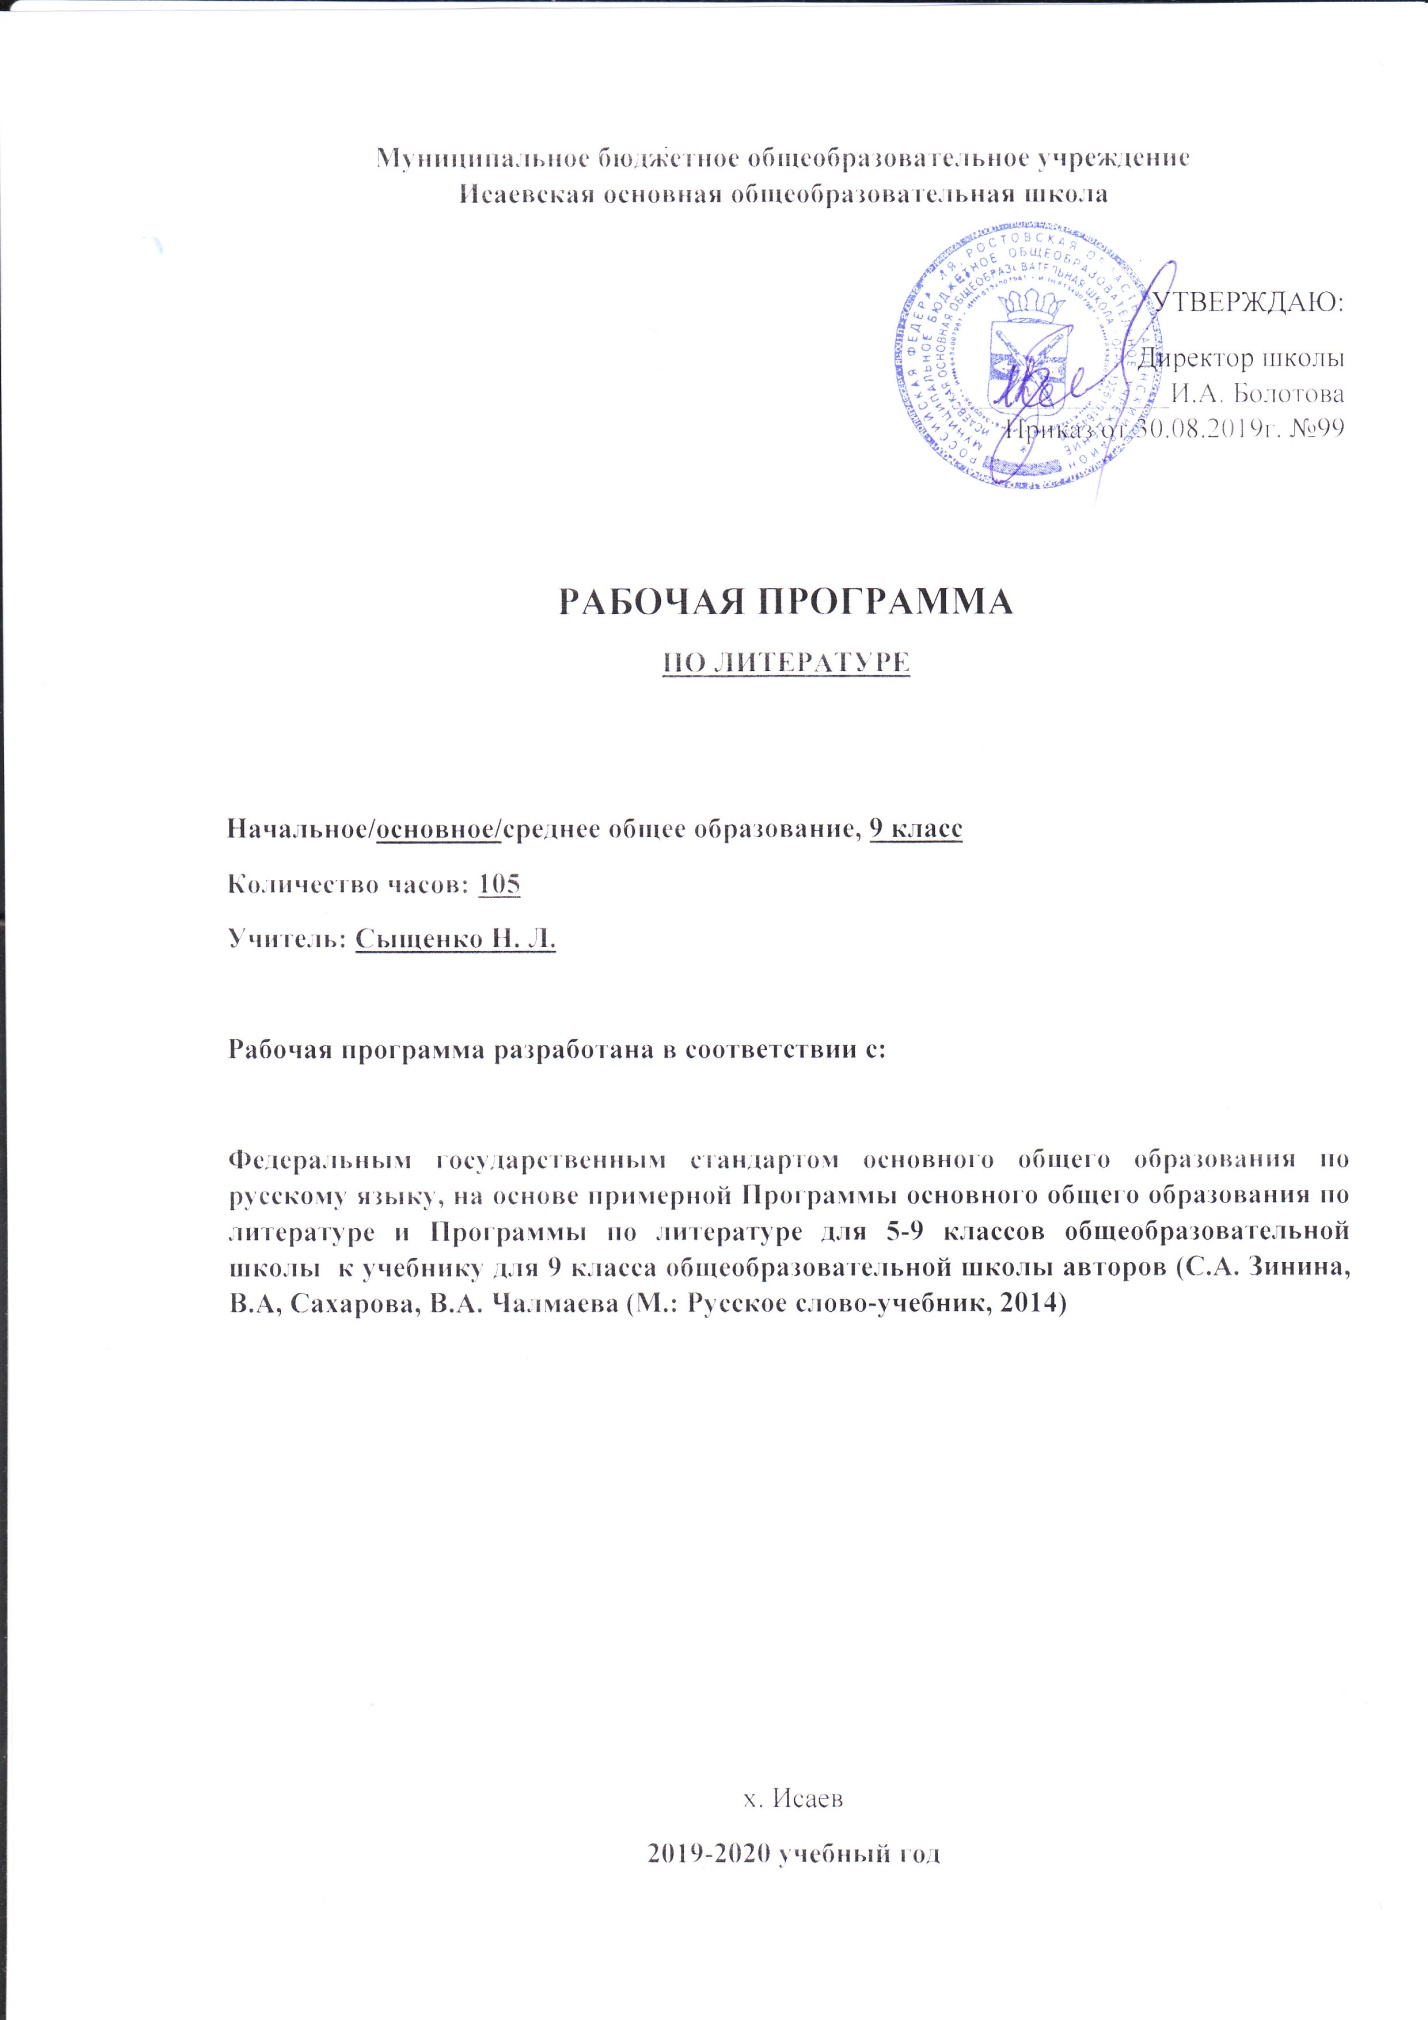 Муниципальное бюджетное общеобразовательное учреждение
Исаевская основная общеобразовательная школа
УТВЕРЖДАЮ:
Директор школы
И.А. Болотова
Приказ от 30.08.2019г. №99
РАБОЧАЯ ПРОГРАММА
ПО ЛИТЕРАТУРЕ
Начальное/основное/среднее общее образование, 9 класс
Количество часов: 105
Учитель: Сыщенко Н. Л.
Рабочая программа разработана в соответствии с:
Федеральным государственным стандартом основного общего образования по
русскому языку, на основе примерной Программы основного общего образования по
литературе и Программы по литературе для 5-9 классов общеобразовательной
школы к учебнику для 9 класса общеобразовательной школы авторов (С.А. Зинина,
В.А, Сахарова, В.А. Чалмаева (М.: Русское слово-учебник, 2014)
х. Исаев
2019-2020 учебный год